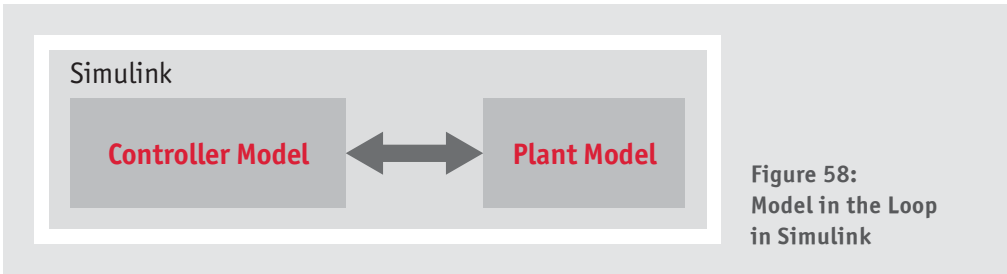 Simulink
Controller Model
Plant Model
Figure 58:
Model in the Loop
in Simulink